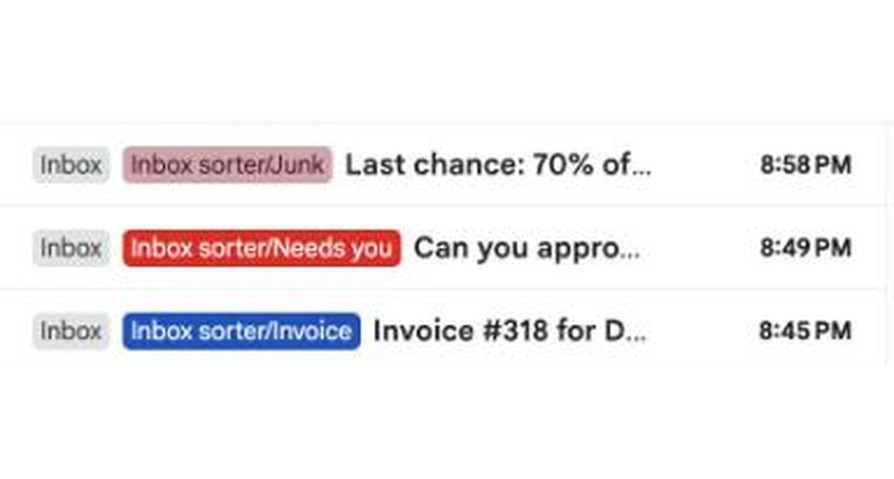 Inbox Inbox sorter/Junk Last chance: 70% of... 8:58 PM
Inbox Inbox sorter/Needs you Can you appro... 8:49 PM
Inbox Inbox sorter/Invoice Invoice #318 for D... 8:45 PM